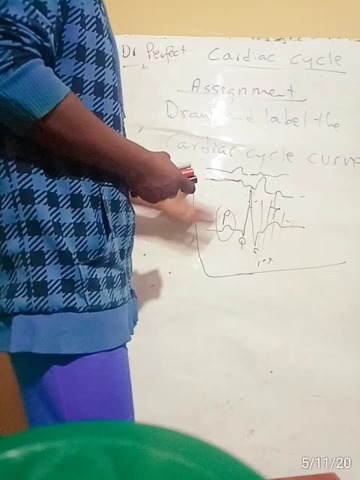 Dr Perfect Cardiac cycle
Assignment
Draw and label the
Cardiac cycle curve
P
Q
S
5/11/20